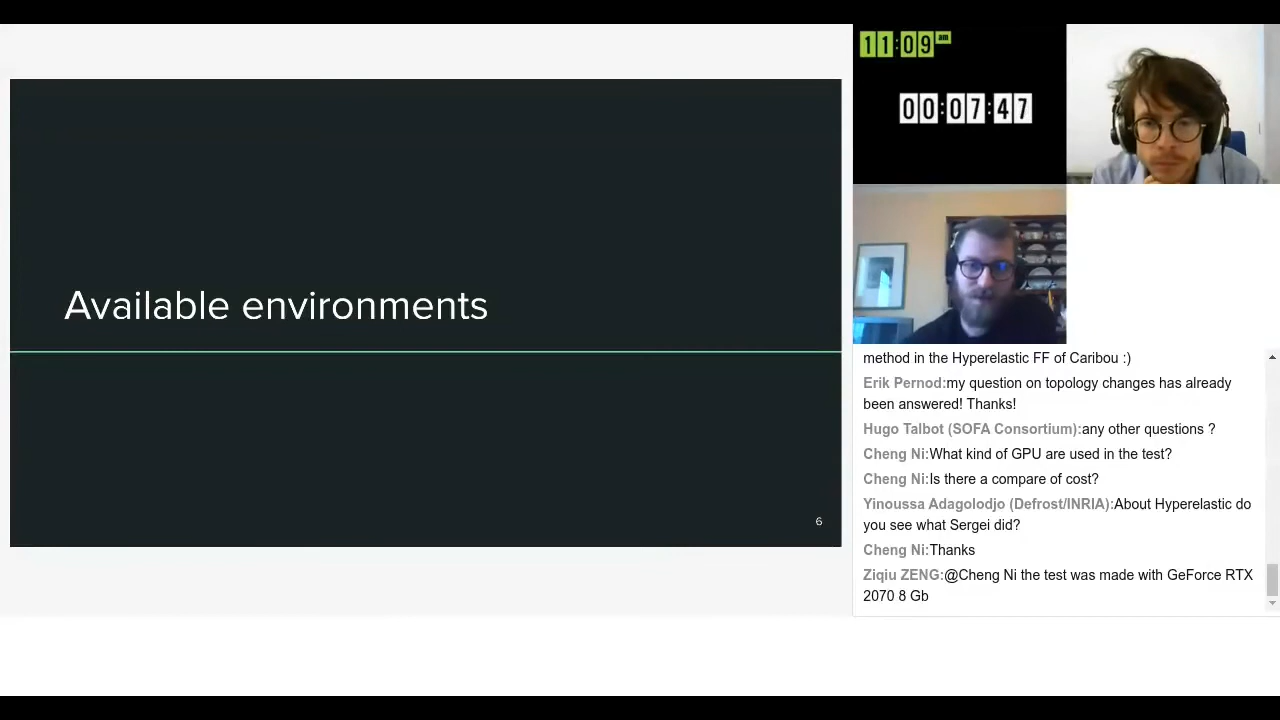 Available environments
6
11:09 am
00:07:47
method in the Hyperelastic FF of Caribou :)
Erik Pernod:my question on topology changes has already
been answered! Thanks!
Hugo Talbot (SOFA Consortium):any other questions ?
Cheng Ni:What kind of GPU are used in the test?
Cheng Ni:Is there a compare of cost?
Yinoussa Adagolodjo (Defrost/INRIA):About Hyperelastic do
you see what Sergei did?
Cheng Ni:Thanks
Ziqiu ZENG:@Cheng Ni the test was made with GeForce RTX
2070 8 Gb